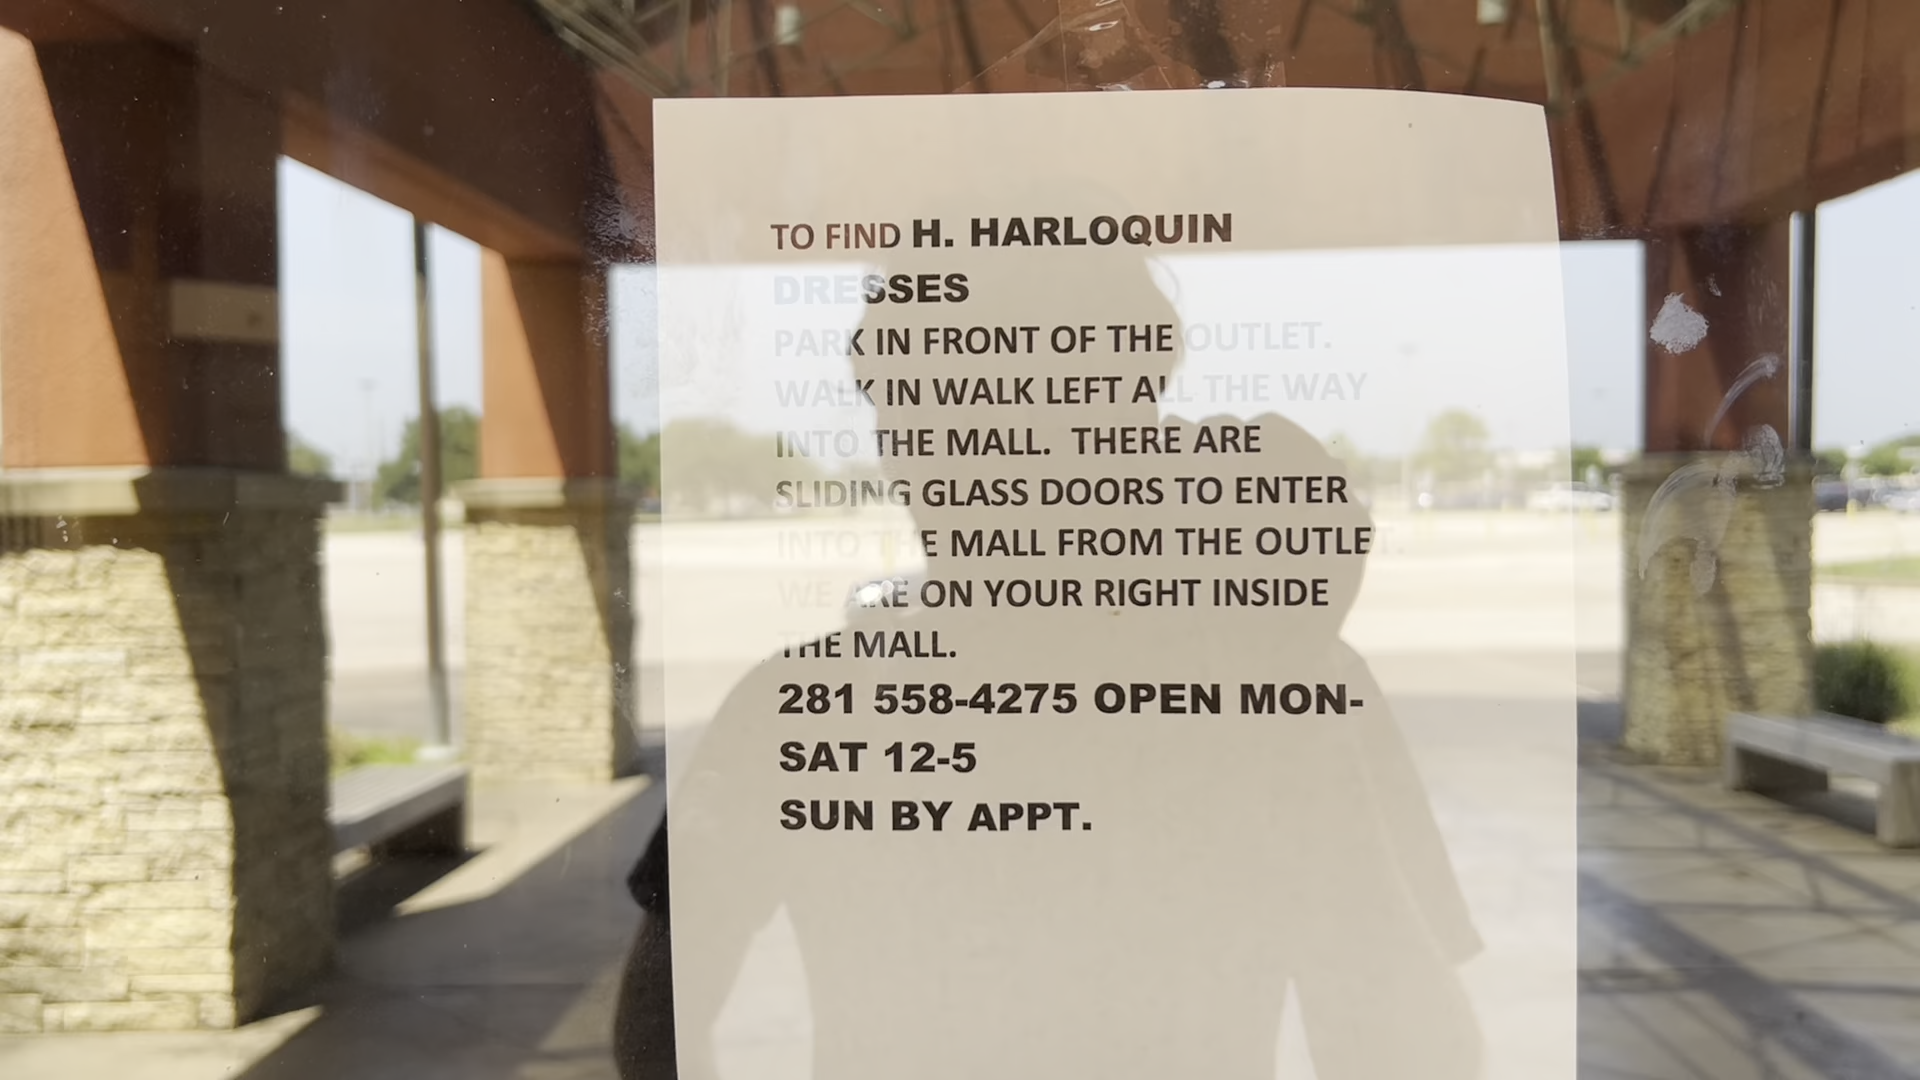 TO FIND H. HARLOQUIN
DRESSES
PARK IN FRONT OF THE OUTLET.
WALK IN WALK LEFT ALL THE WAY
INTO THE MALL.  THERE ARE
SLIDING GLASS DOORS TO ENTER
INTO THE MALL FROM THE OUTLET.
WE ARE ON YOUR RIGHT INSIDE
THE MALL.
281 558-4275 OPEN MON-
SAT 12-5
SUN BY APPT.